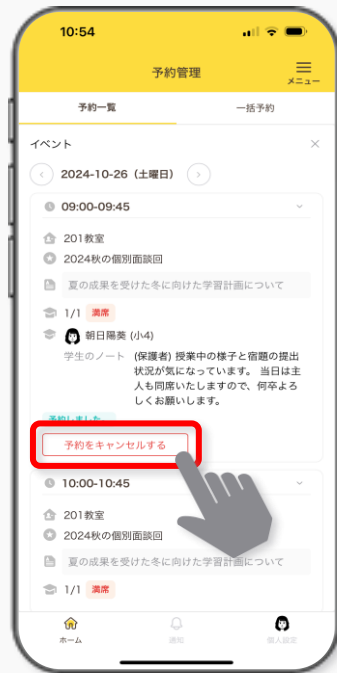 10:54
予約管理
メニュー
予約一覧
一括予約
イベント
2024-10-26 (土曜日)
09:00-09:45
201教室
2024秋の個別面談回
夏の成果を受けた冬に向けた学習計画について
1/1 満席
朝日陽葵 (小4)
学生のノート (保護者) 授業中の様子と宿題の提出
状況が気になっています。 当日は主
人も同席いたしますので、何卒よろ
しくお願いします。
予約しました
予約をキャンセルする
10:00-10:45
201教室
2024秋の個別面談回
夏の成果を受けた冬に向けた学習計画について
1/1 満席
ホーム
通知
個人設定